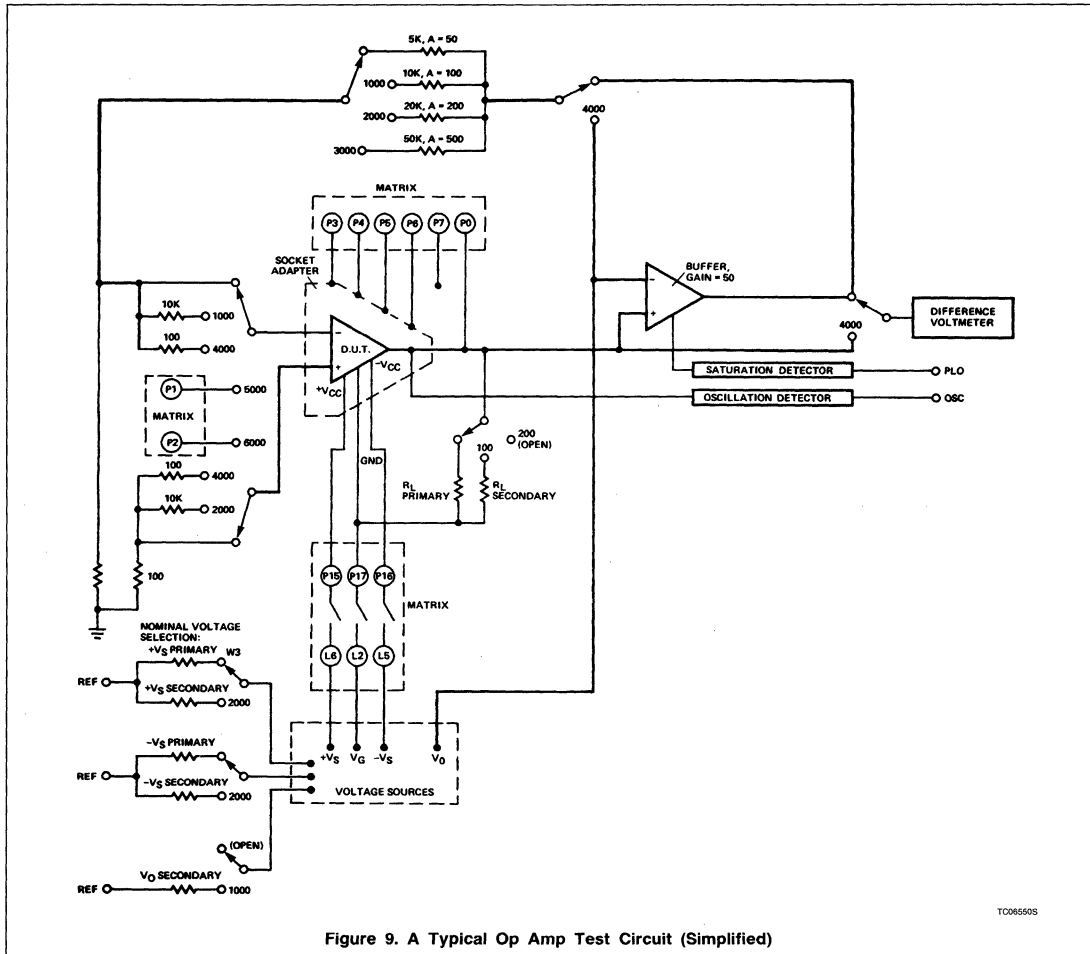 5K, A = 50
10K, A = 100
1000
20K, A = 200
2000
4000
50K, A = 500
3000
MATRIX
P3 P4 P5 P6 P7 P0
SOCKET
ADAPTER
BUFFER,
GAIN = 50
−
+
10K
1000
100
4000
−
D.U.T.
+
−VCC
+VCC
4000
DIFFERENCE
VOLTMETER
SATURATION DETECTOR
PLO
OSCILLATION DETECTOR
OSC
P1
5000
MATRIX
P2
6000
200
(OPEN)
100
GND
100
4000
10K
2000
RL
PRIMARY
RL
SECONDARY
100
P15 P17 P16
MATRIX
L6 L2 L5
NOMINAL VOLTAGE
SELECTION:
+VS PRIMARY
W3
REF
+VS SECONDARY
2000
−VS PRIMARY
REF
−VS SECONDARY
2000
+VS VG −VS VO
VOLTAGE SOURCES
(OPEN)
VO SECONDARY
REF
1000
TC06550S
Figure 9. A Typical Op Amp Test Circuit (Simplified)